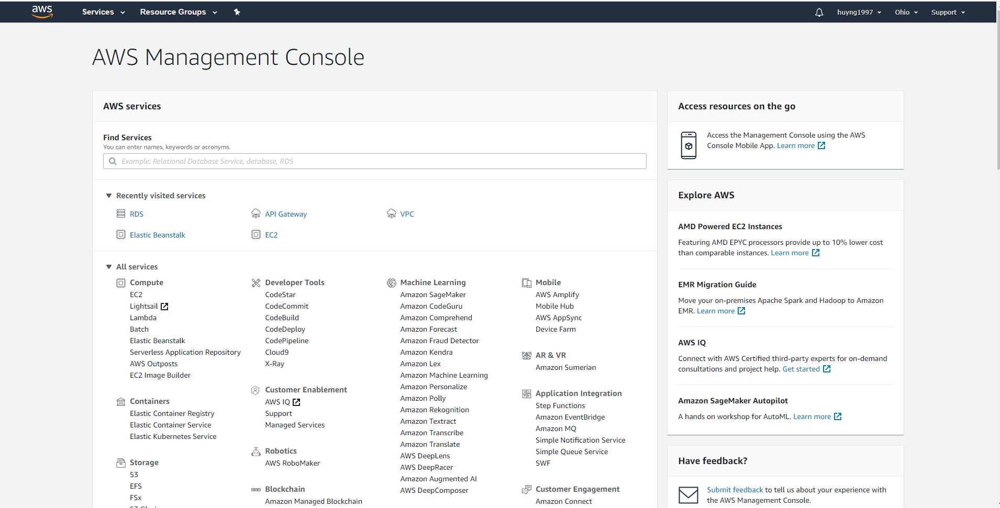 aws
Services
Resource Groups
huyng1997
Ohio
Support
AWS Management Console
AWS services
Find Services
You can enter names, keywords or acronyms.
Example: Relational Database Service, database, RDS
Recently visited services
RDS
API Gateway
VPC
Elastic Beanstalk
EC2
All services
Compute
EC2
Lightsail
Lambda
Batch
Elastic Beanstalk
Serverless Application Repository
AWS Outposts
EC2 Image Builder
Containers
Elastic Container Registry
Elastic Container Service
Elastic Kubernetes Service
Storage
S3
EFS
FSx
Developer Tools
CodeStar
CodeCommit
CodeBuild
CodeDeploy
CodePipeline
Cloud9
X-Ray
Customer Enablement
AWS IQ
Support
Managed Services
Robotics
AWS RoboMaker
Blockchain
Amazon Managed Blockchain
Machine Learning
Amazon SageMaker
Amazon CodeGuru
Amazon Comprehend
Amazon Forecast
Amazon Fraud Detector
Amazon Kendra
Amazon Lex
Amazon Machine Learning
Amazon Personalize
Amazon Polly
Amazon Rekognition
Amazon Textract
Amazon Transcribe
Amazon Translate
AWS DeepLens
AWS DeepRacer
Amazon Augmented AI
AWS DeepComposer
Mobile
AWS Amplify
Mobile Hub
AWS AppSync
Device Farm
AR & VR
Amazon Sumerian
Application Integration
Step Functions
Amazon EventBridge
Amazon MQ
Simple Notification Service
Simple Queue Service
SWF
Customer Engagement
Amazon Connect
Access resources on the go
Access the Management Console using the AWS
Console Mobile App. Learn more
Explore AWS
AMD Powered EC2 Instances
Featuring AMD EPYC processors provide up to 10% lower cost
than comparable instances. Learn more
EMR Migration Guide
Move your on-premises Apache Spark and Hadoop to Amazon
EMR. Learn more
AWS IQ
Connect with AWS Certified third-party experts for on-demand
consultations and project help. Get started
Amazon SageMaker Autopilot
A hands on workshop for AutoML. Learn more
Have feedback?
Submit feedback to tell us about your experience with
the AWS Management Console.